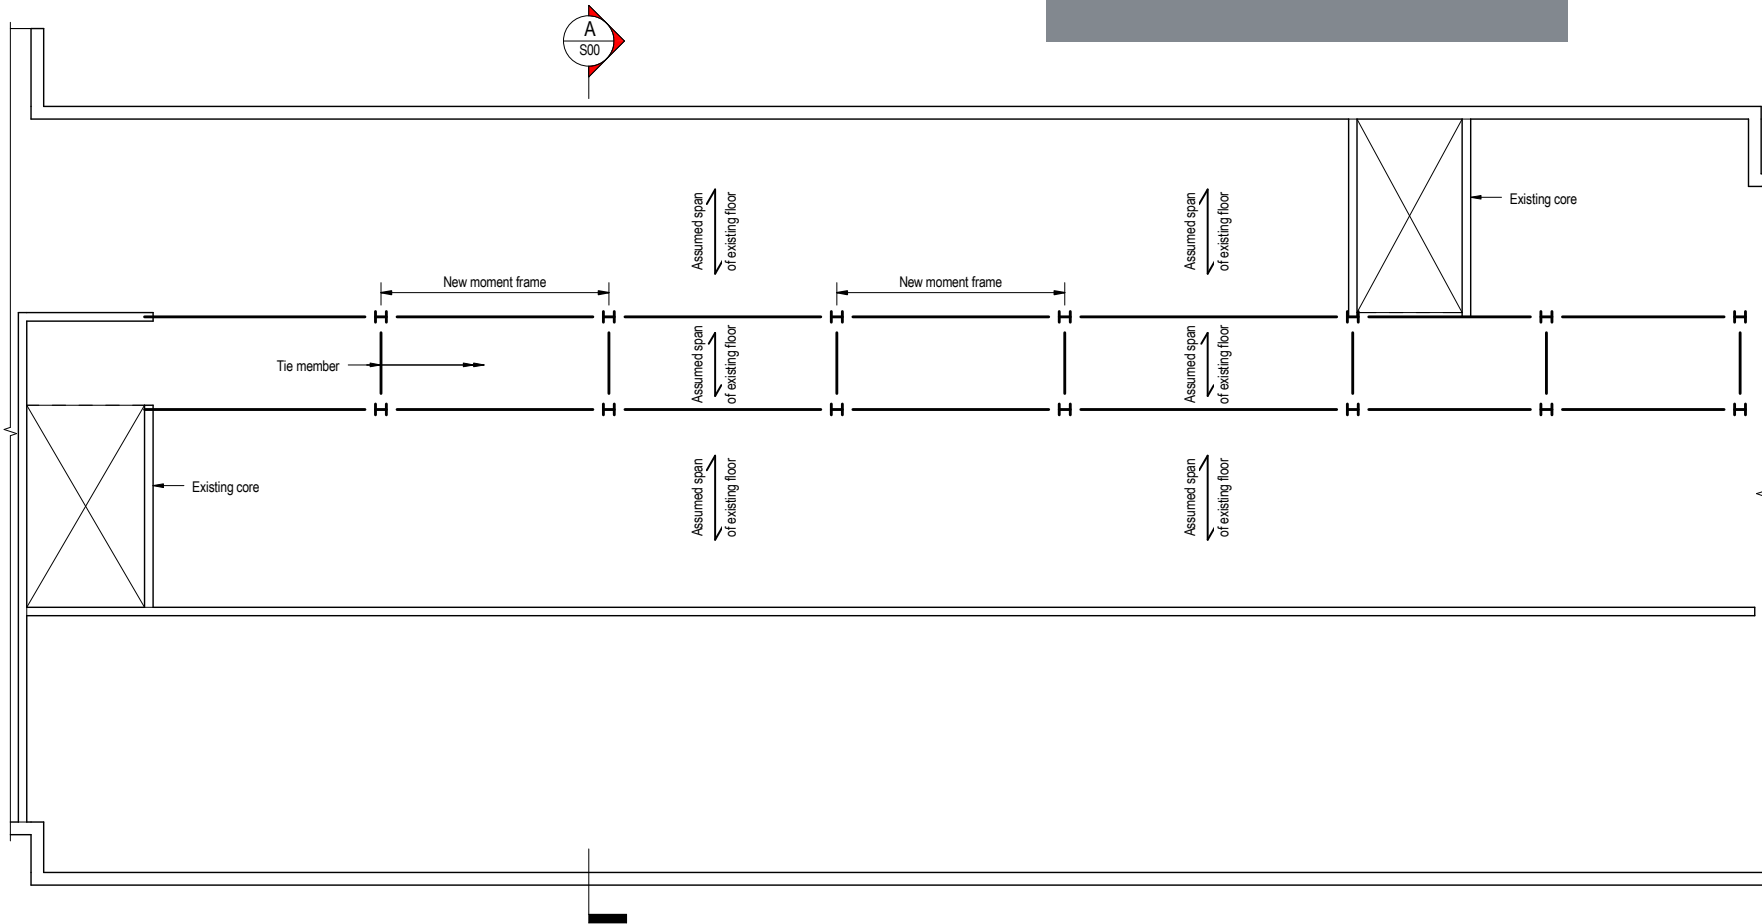 A
S00
Assumed span
of existing floor
Assumed span
of existing floor
Existing core
New moment frame
New moment frame
Tie member
Assumed span
of existing floor
Assumed span
of existing floor
Existing core
Assumed span
of existing floor
Assumed span
of existing floor